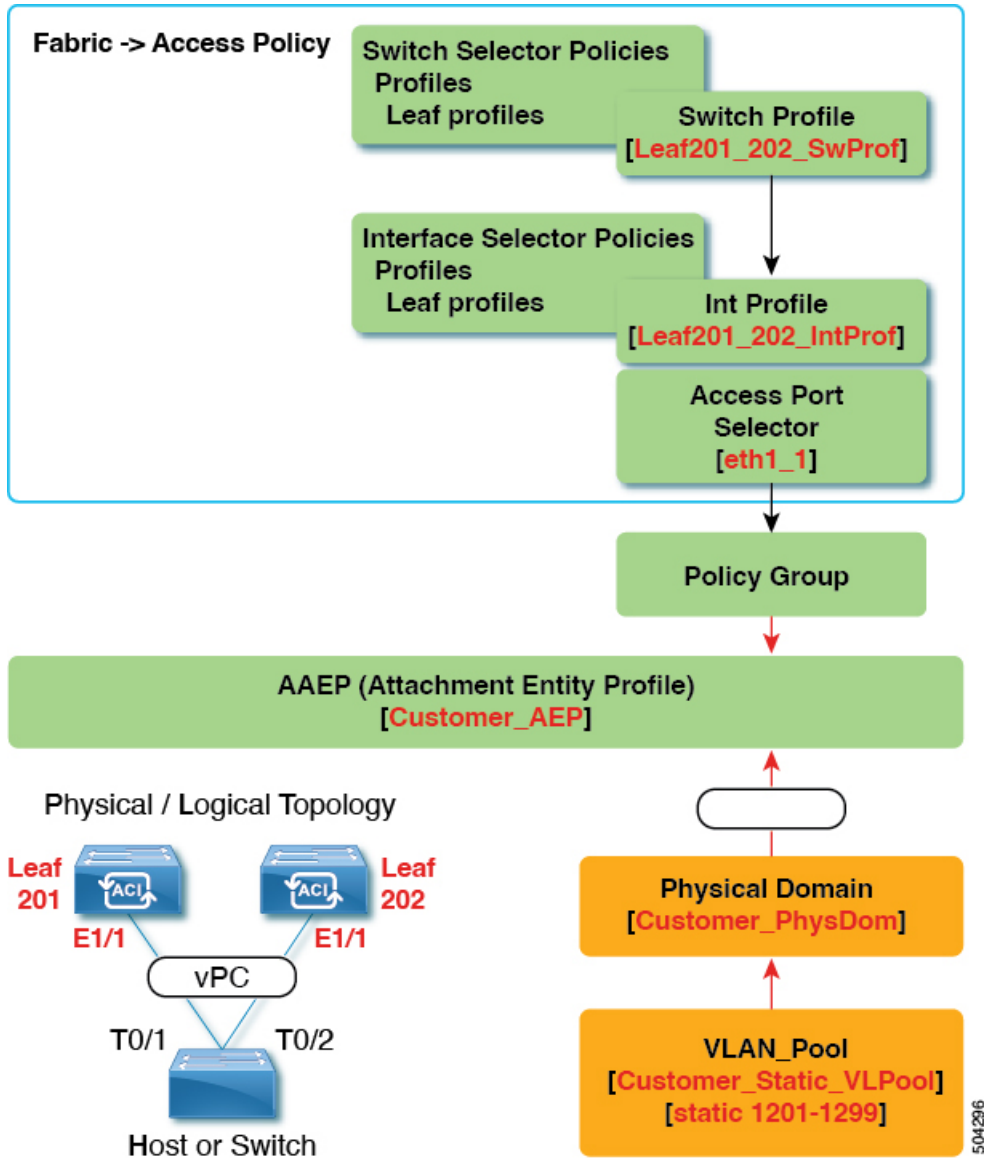 Fabric -> Access Policy
Switch Selector Policies
Profiles
Leaf profiles
Switch Profile
[Leaf201_202_SwProf]
Interface Selector Policies
Profiles
Leaf profiles
Int Profile
[Leaf201_202_IntProf]
Access Port
Selector
[eth1_1]
Policy Group
AAEP (Attachment Entity Profile)
[Customer_AEP]
Physical / Logical Topology
Leaf
201
ACI
ACI
Leaf
202
E1/1
E1/1
vPC
T0/1
T0/2
Host or Switch
Physical Domain
[Customer_PhysDom]
VLAN_Pool
[Customer_Static_VLPool]
[static 1201-1299]
504296